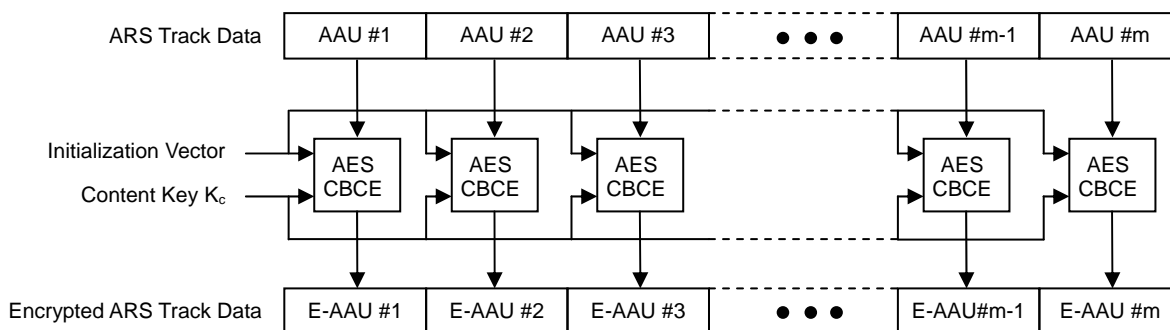 ARS Track Data AAU #1 AAU #2 AAU #3 ● ● ● AAU #m-1 AAU #m
Initialization Vector
Content Key Kc
AES CBCE
AES CBCE
AES CBCE
AES CBCE
AES CBCE
Encrypted ARS Track Data E-AAU #1 E-AAU #2 E-AAU #3 ● ● ● E-AAU#m-1 E-AAU #m